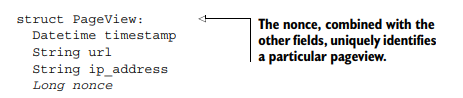 struct PageView:
Datetime timestamp
String url
String ip_address
Long nonce
The nonce, combined with the
other fields, uniquely identifies
a particular pageview.